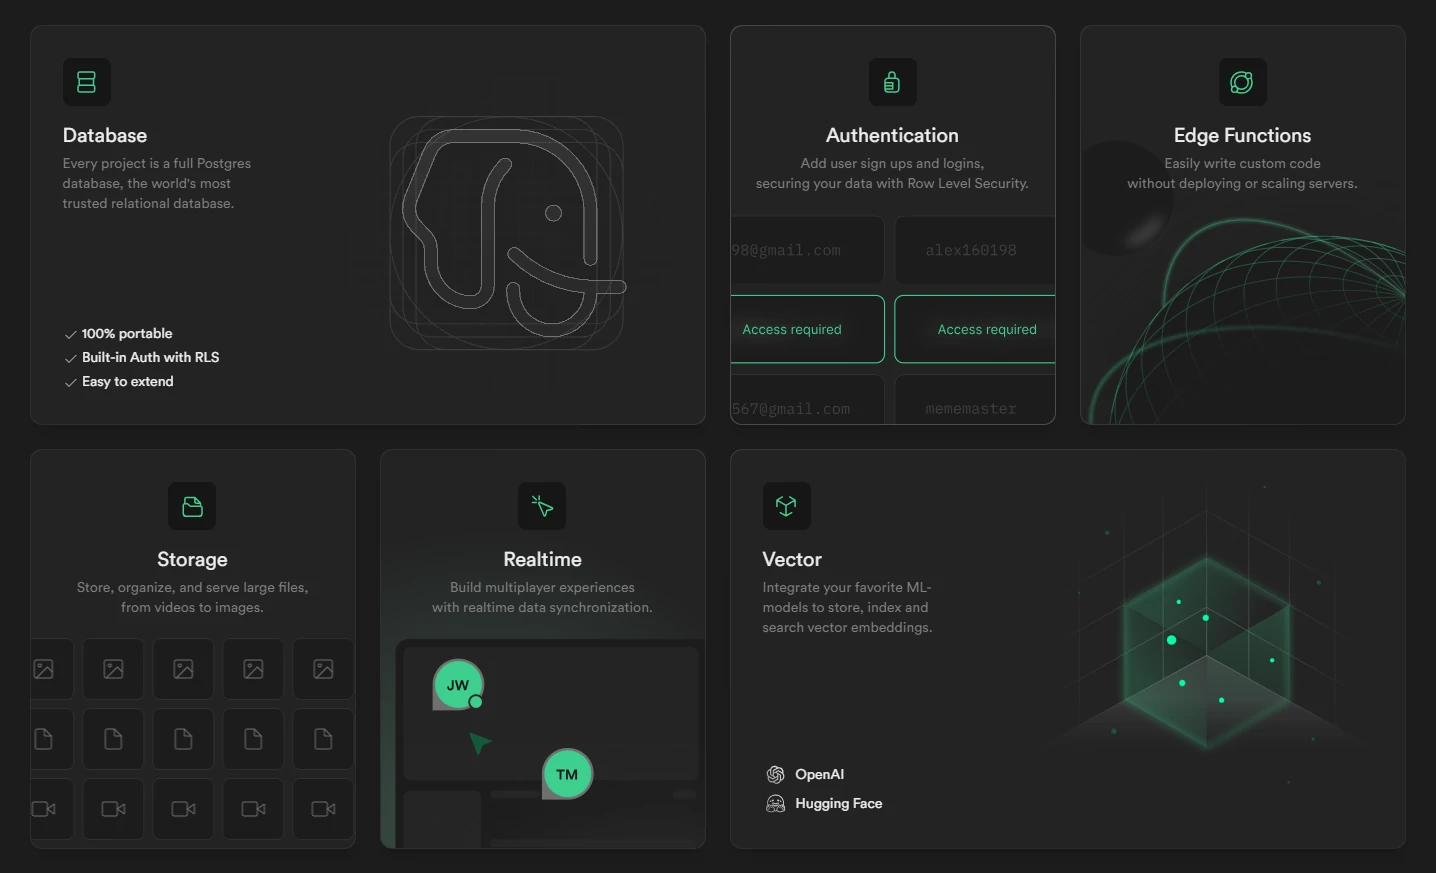 Database
Every project is a full Postgres
database, the world's most
trusted relational database.
100% portable
Built-in Auth with RLS
Easy to extend
Authentication
Add user sign ups and logins,
securing your data with Row Level Security.
98@gmail.com
alex160198
Access required
Access required
567@gmail.com
mememaster
Edge Functions
Easily write custom code
without deploying or scaling servers.
Storage
Store, organize, and serve large files,
from videos to images.
Realtime
Build multiplayer experiences
with realtime data synchronization.
JW
TM
Vector
Integrate your favorite ML-
models to store, index and
search vector embeddings.
OpenAI
Hugging Face